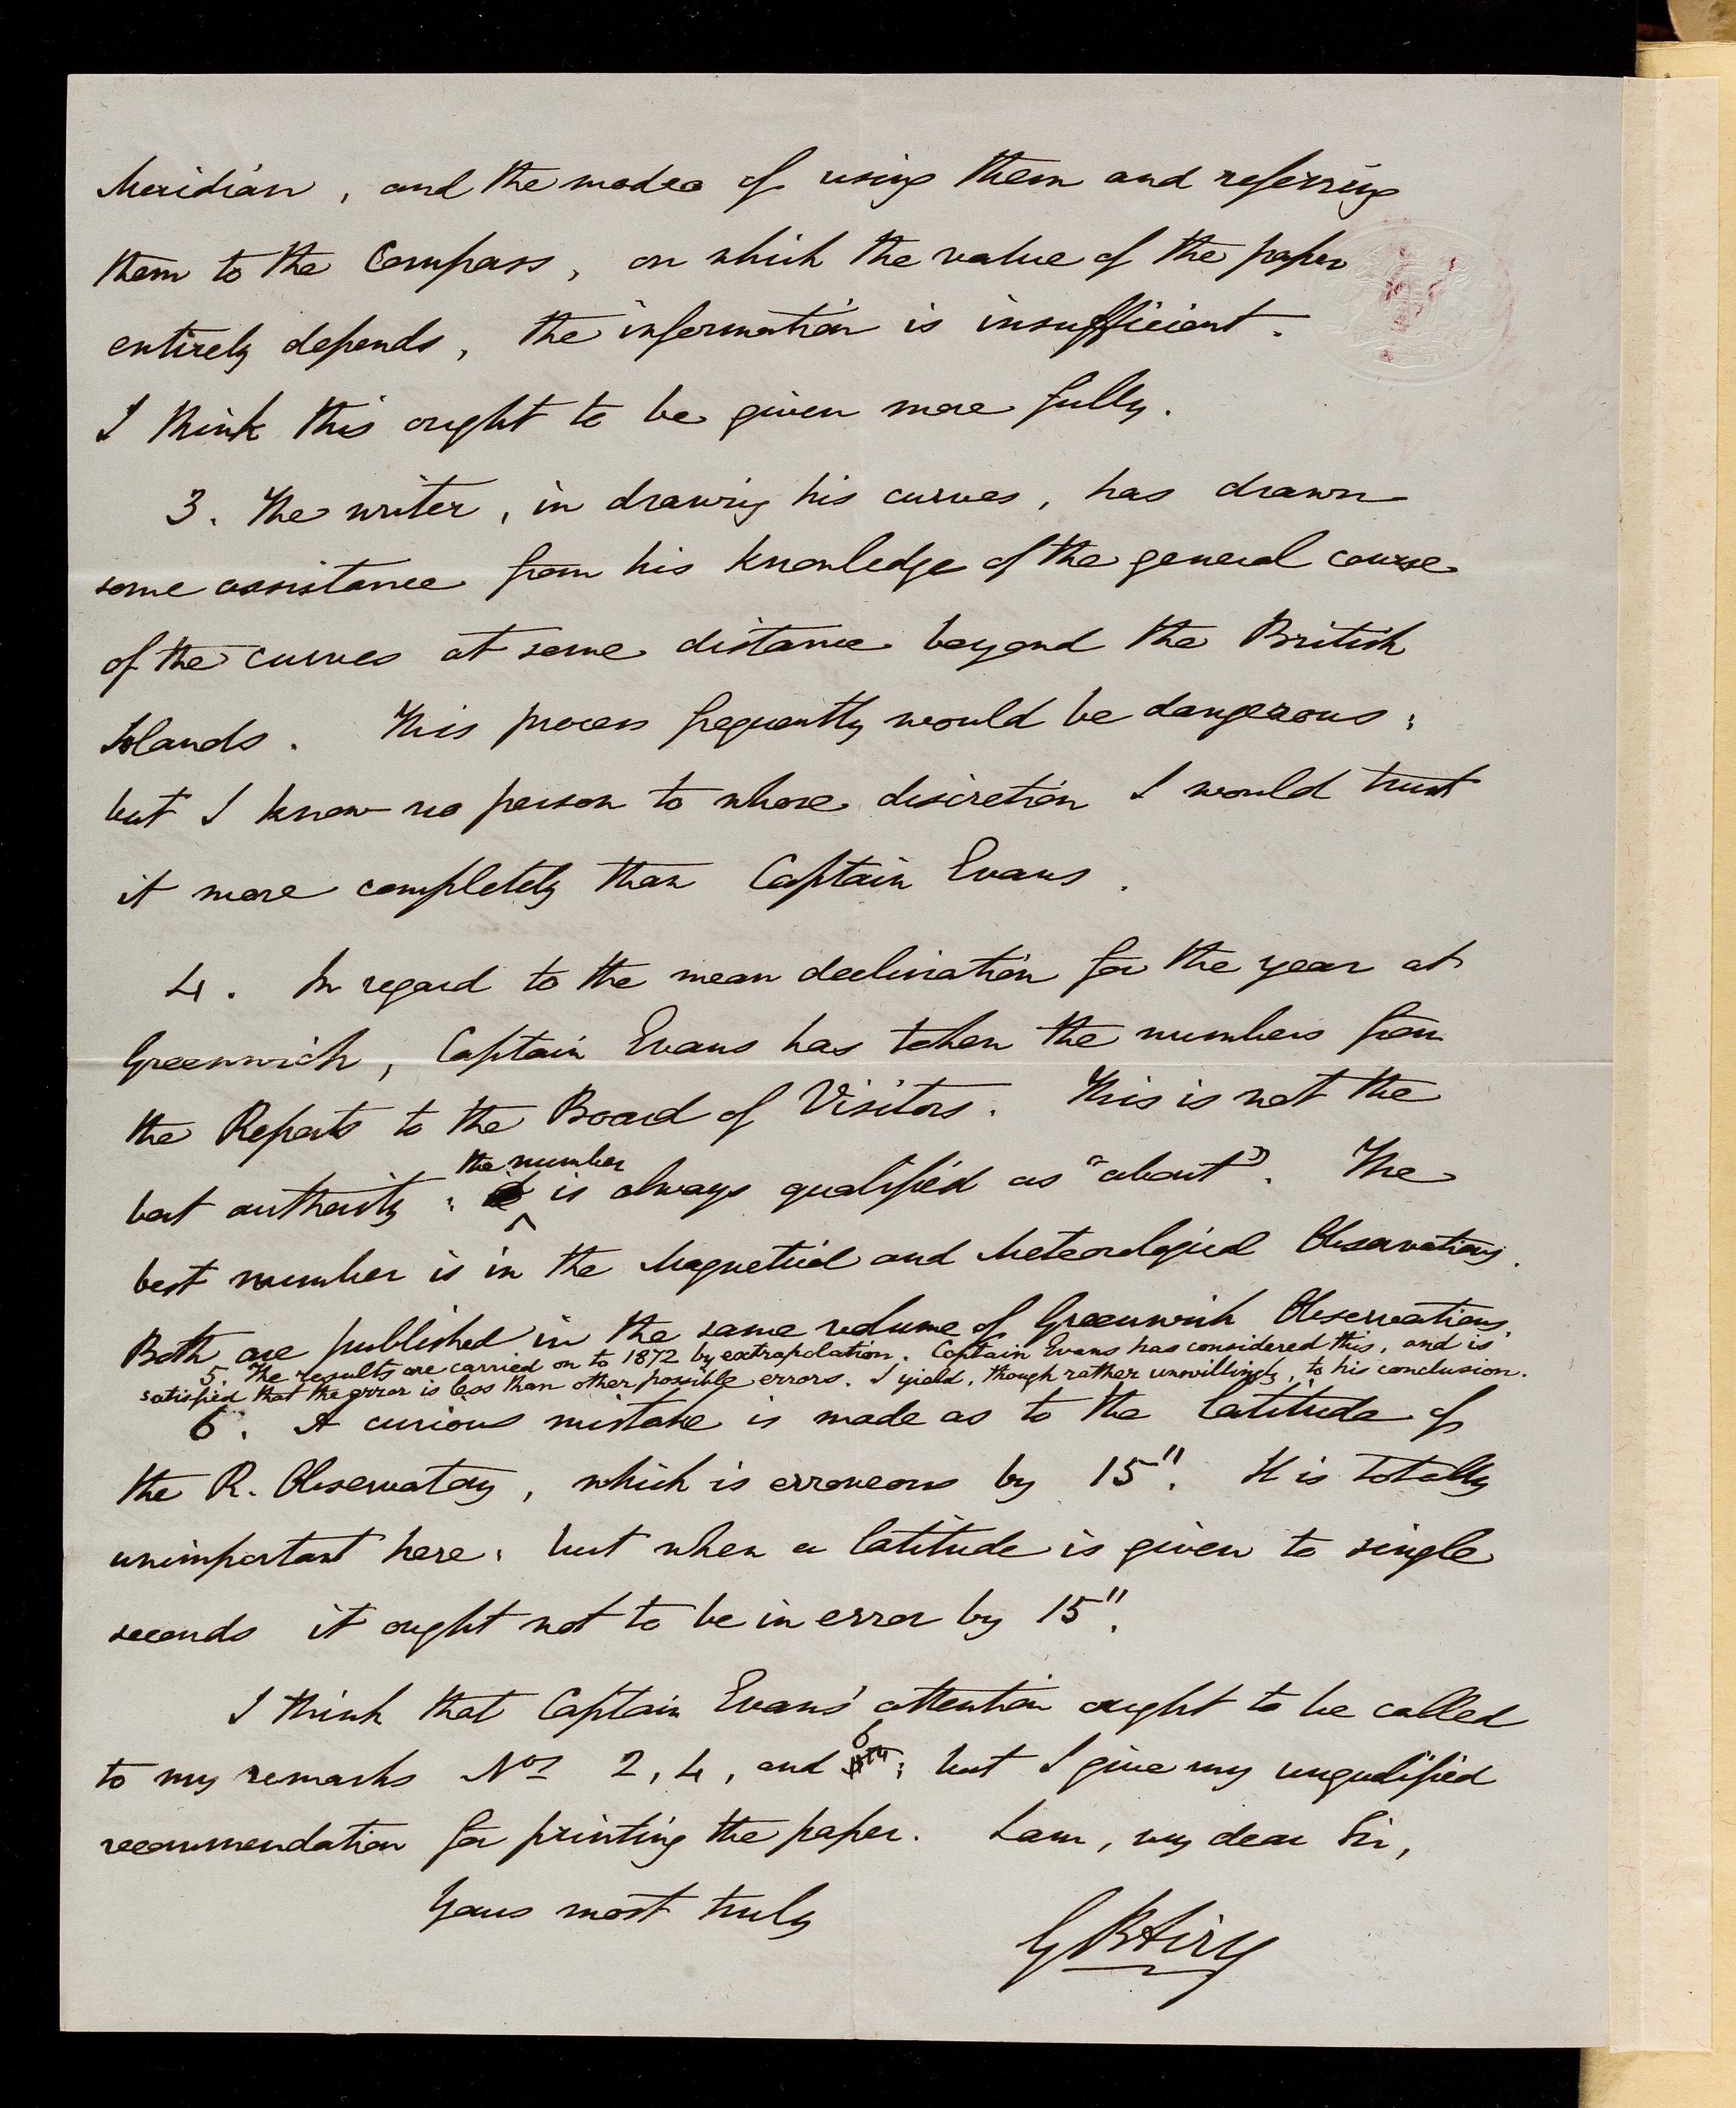 Meridian, and the modes of using them and referring
them to the Compass, on which the value of the paper
entirely depends, the information is insufficient.
I think this ought to be given more fully.
3. The writer, in drawing his curves, has drawn
some assistance from his knowledge of the general course
of the curves at some distance beyond the British
Islands. This process frequently would be dangerous;
but I know no person to whose discretion I would trust
it more completely than Captain Evans.
4. In regard to the mean declination for the year at
Greenwich, Captain Evans has taken the numbers from
the Reports to the Board of Visitors. This is not the
the number
best authority; is always qualified as "about". The
best number is in the Magnetical and Meteorological Observations.
Both are published in the same volume of Greenwich Observations.
5. The results are carried on to 1872 by extrapolation. Captain Evans has considered this, and is
satisfied that the error is less than other possible errors. I yield, though rather unwillingly, to his conclusion.
6. A curious mistake is made as to the latitude of
the R. Observatory, which is erroneous by 15". It is totally
unimportant here; but when a latitude is given to single
seconds it ought not to be in error by 15".
I think that Captain Evans' attention ought to be called
6
to my remarks Nos 2, 4, and ; but I give my unqualified
recommendation for printing the paper. I am, my dear Sir,
Yours most truly
G B Airy